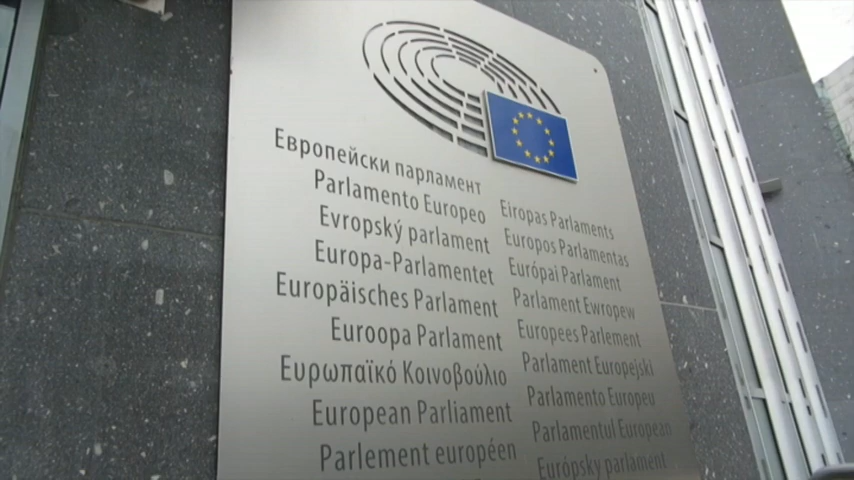 Европейски парламент
Parlamento Europeo
Evropský parlament
Europa-Parlamentet
Europäisches Parlament
Euroopa Parlament
Ευρωπαϊκό Κοινοβούλιο
European Parliament
Parlement européen
Eiropas Parlaments
Europos Parlamentas
Európai Parlament
Parlament Ewropew
Europees Parlement
Parlament Europejski
Parlamento Europeu
Parlamentul European
Európsky parlament